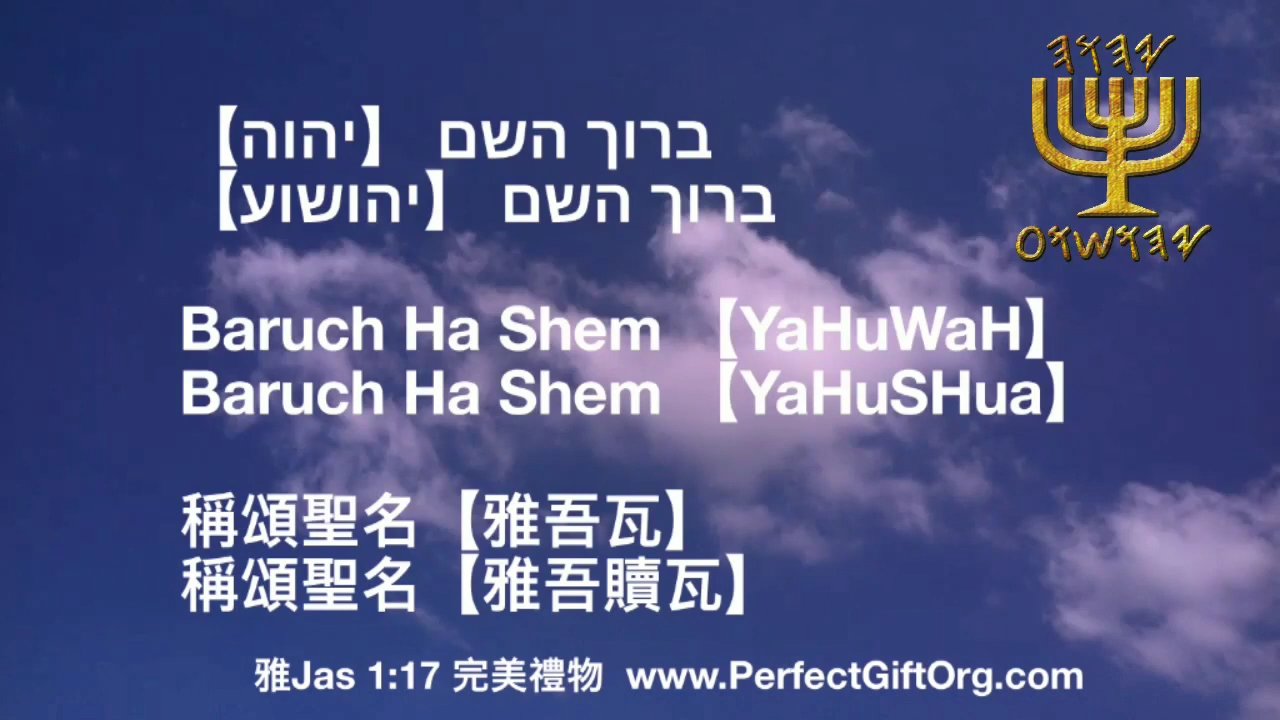 𐤉𐤄𐤅𐤄
ברוך השם 【יהוה】
ברוך השם 【יהושוע】
𐤉𐤄𐤅𐤔𐤅𐤏
Baruch Ha Shem 【YaHuWaH】
Baruch Ha Shem 【YaHuSHua】
稱頌聖名【雅吾瓦】
稱頌聖名【雅吾贖瓦】
雅Jas 1:17 完美禮物 www.PerfectGiftOrg.com